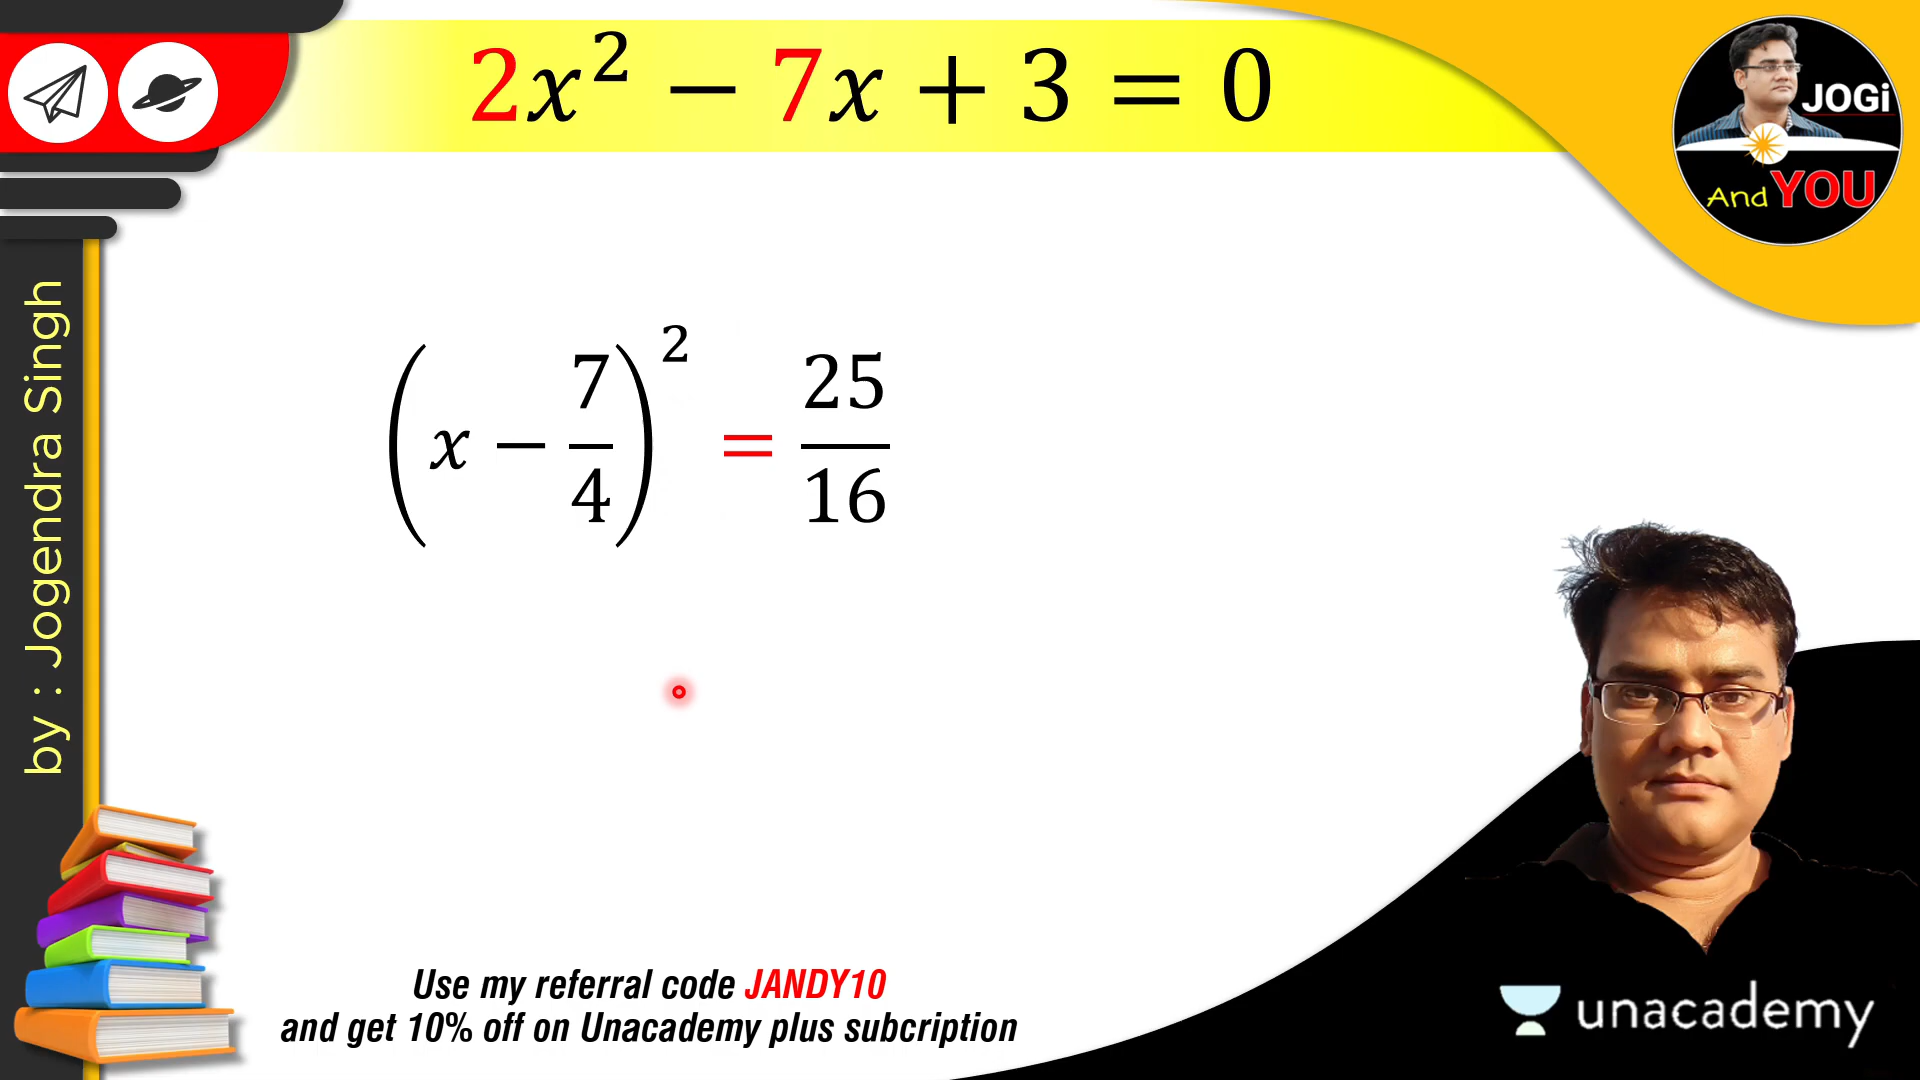 2x² − 7x + 3 = 0
JOGi
And YOU
by : Jogendra Singh
(x − 7/4)² = 25/16
Use my referral code JANDY10
and get 10% off on Unacademy plus subcription
unacademy